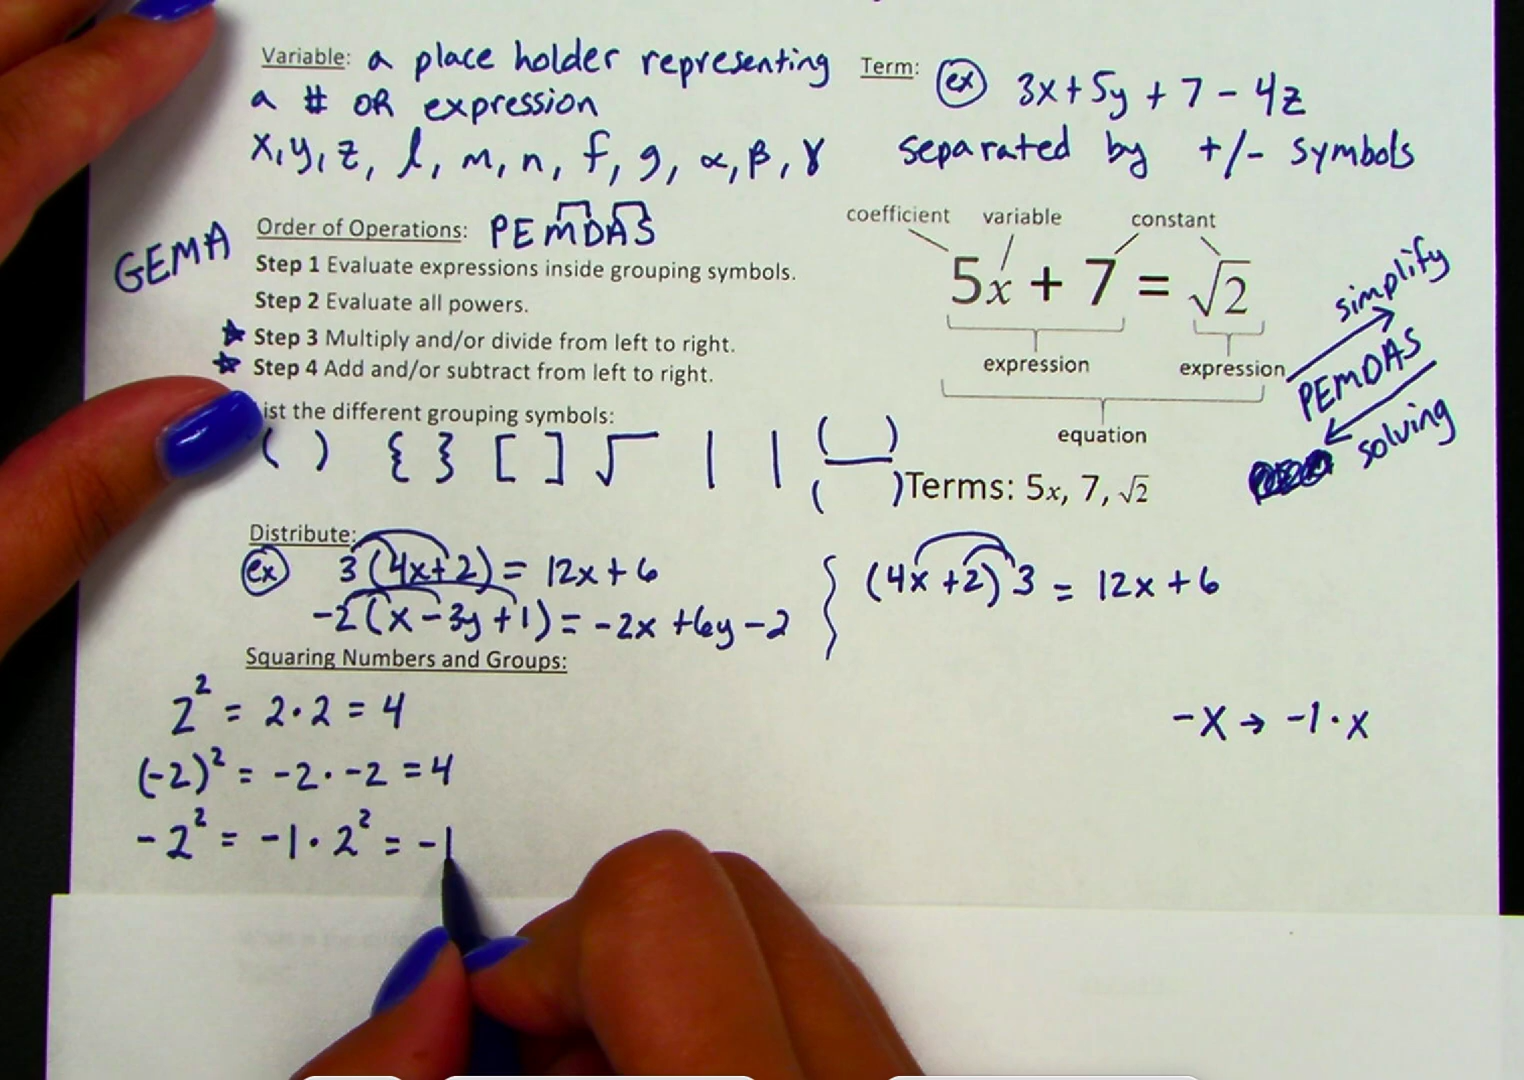 Variable: a place holder representing
a # OR expression
x, y, z, l, m, n, f, g, α, β, γ
Term: ex 3x + 5y + 7 - 4z
separated by +/- symbols
GEMA
Order of Operations: PEMDAS
Step 1 Evaluate expressions inside grouping symbols.
Step 2 Evaluate all powers.
★ Step 3 Multiply and/or divide from left to right.
★ Step 4 Add and/or subtract from left to right.
coefficient variable constant
5x + 7 = √2
expression expression
equation
Terms: 5x, 7, √2
simplify
PEMDAS
solving
ist the different grouping symbols:
( ) { } [ ] √ | | ( )
( )
Distribute:
ex 3(4x+2) = 12x + 6
-2(x - 3y + 1) = -2x + 6y - 2
(4x + 2) 3 = 12x + 6
Squaring Numbers and Groups:
2² = 2·2 = 4
(-2)² = -2·-2 = 4
-2² = -1·2² = -1
-x → -1·x